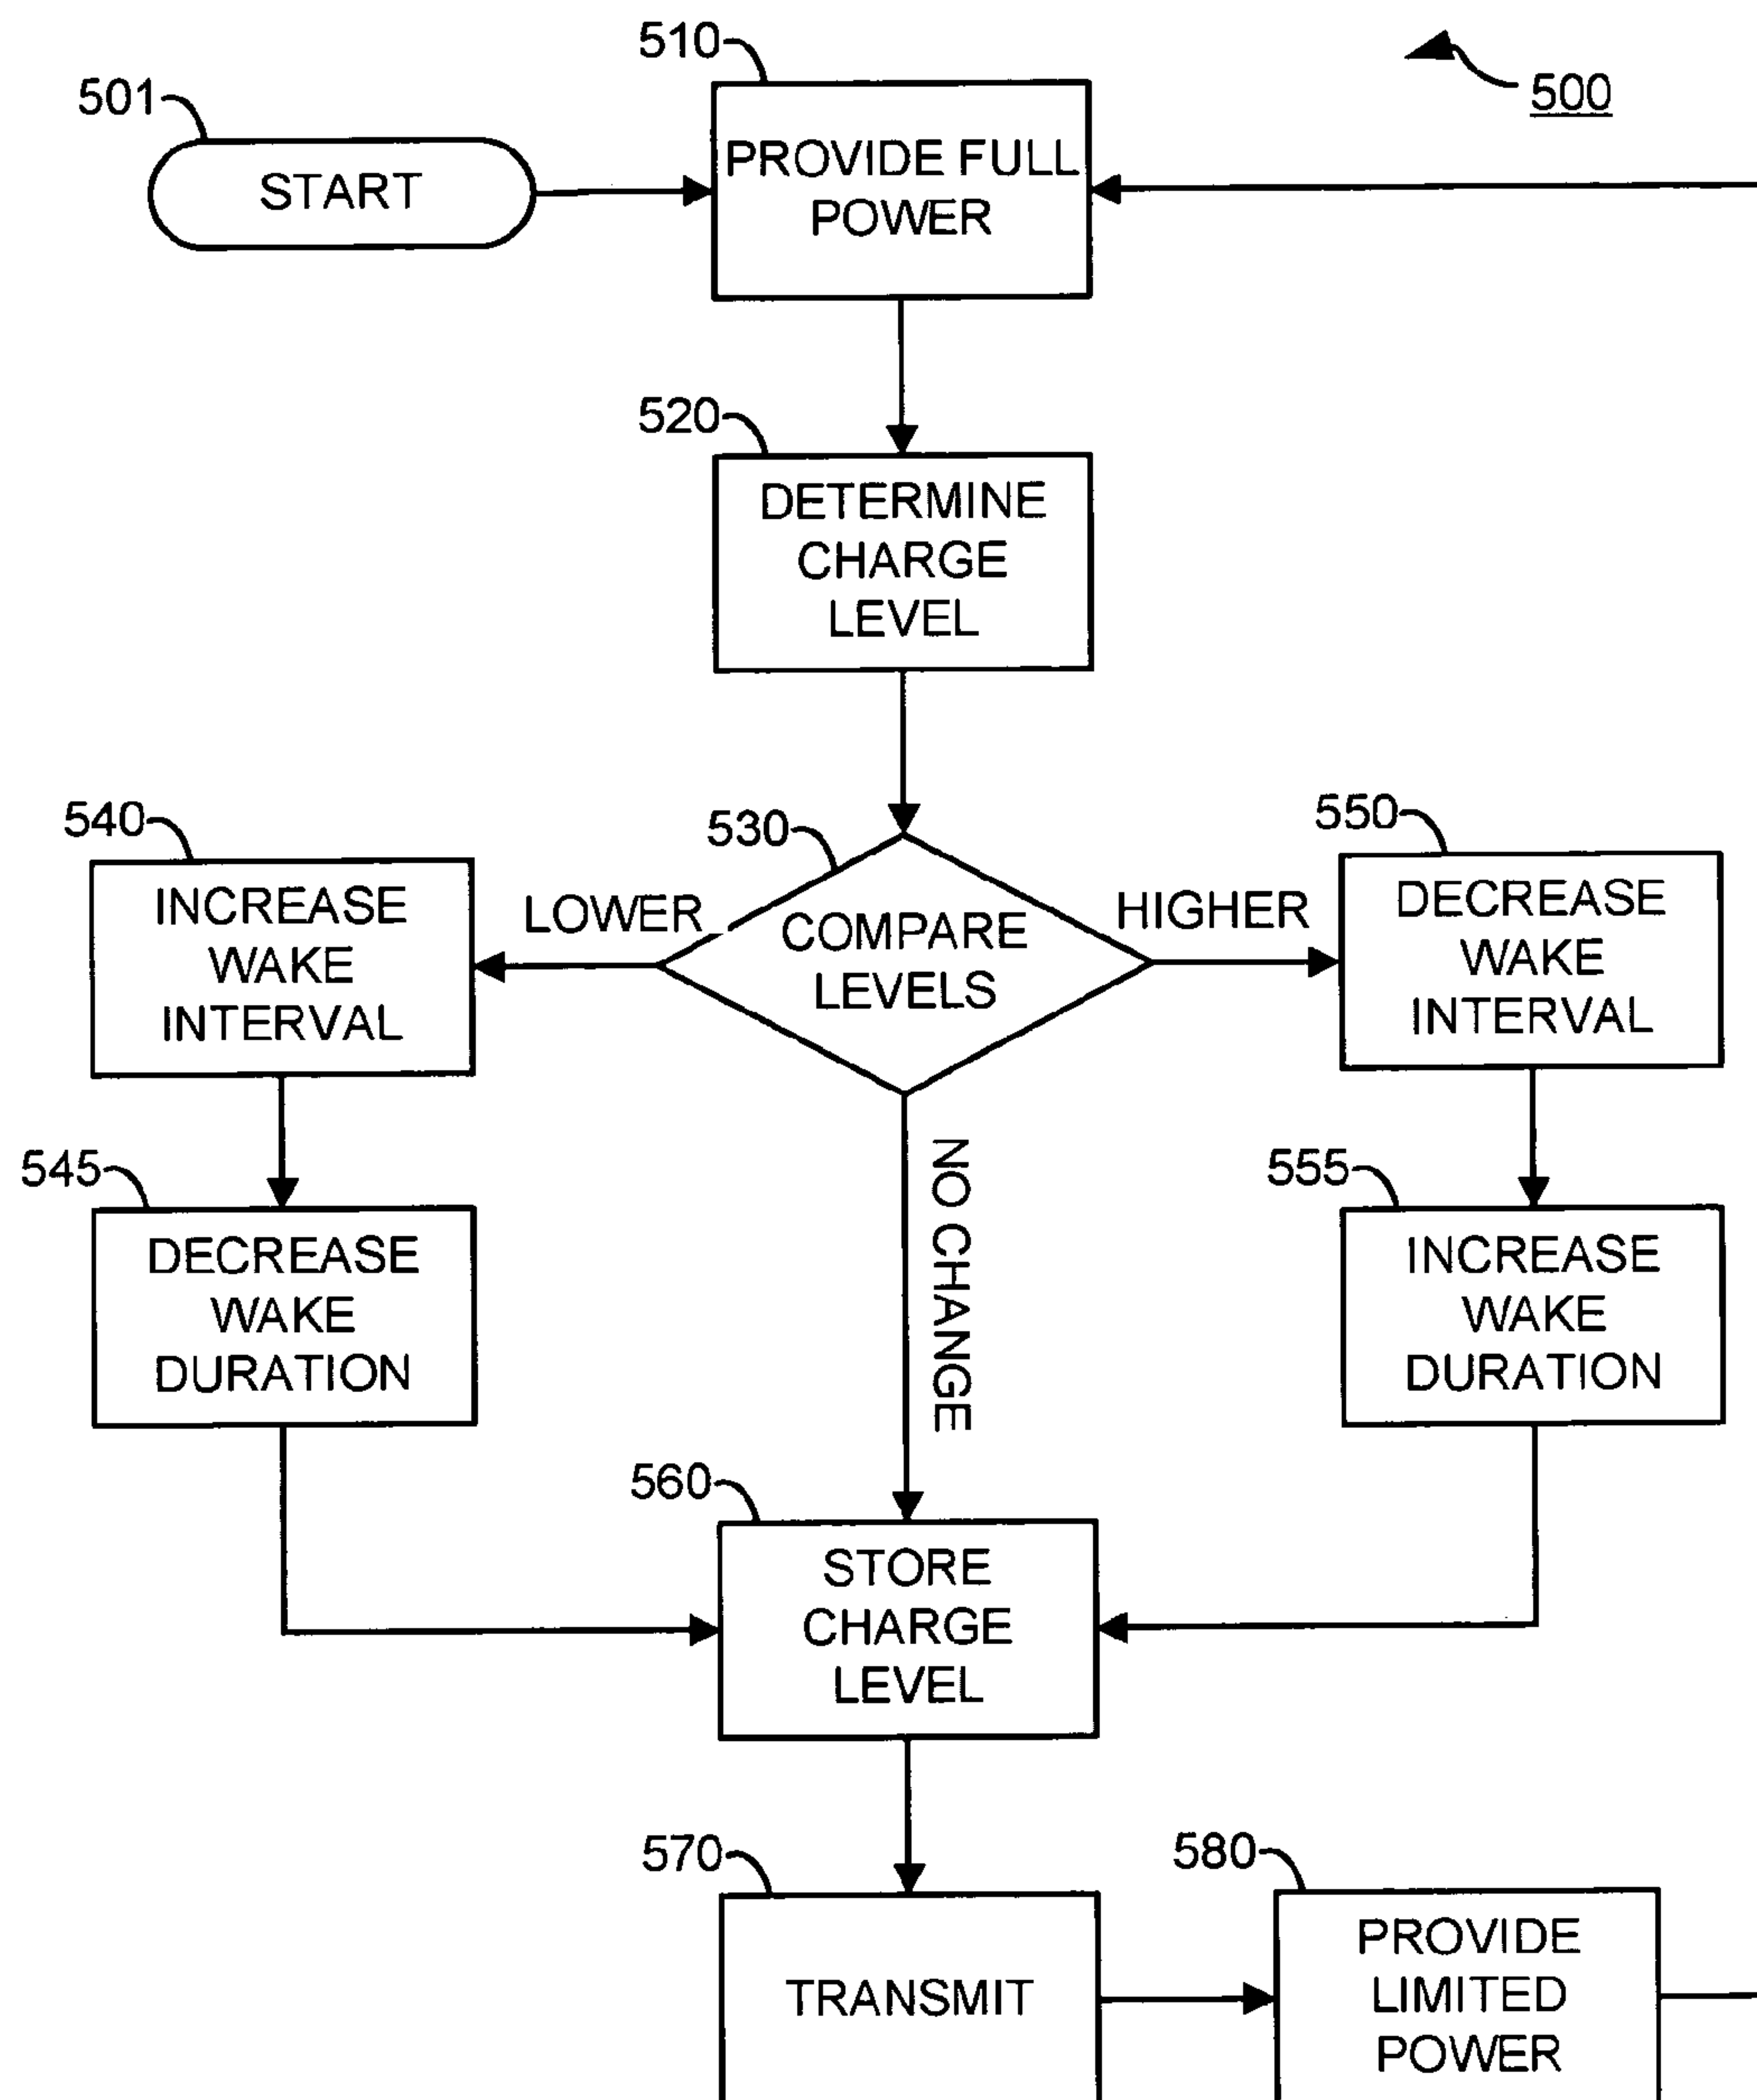 510
500
501
START
PROVIDE FULL
POWER
520
DETERMINE
CHARGE
LEVEL
540
530
550
INCREASE
WAKE
INTERVAL
LOWER
COMPARE
LEVELS
HIGHER
DECREASE
WAKE
INTERVAL
545
NO CHANGE
555
DECREASE
WAKE
DURATION
INCREASE
WAKE
DURATION
560
STORE
CHARGE
LEVEL
570
580
TRANSMIT
PROVIDE
LIMITED
POWER